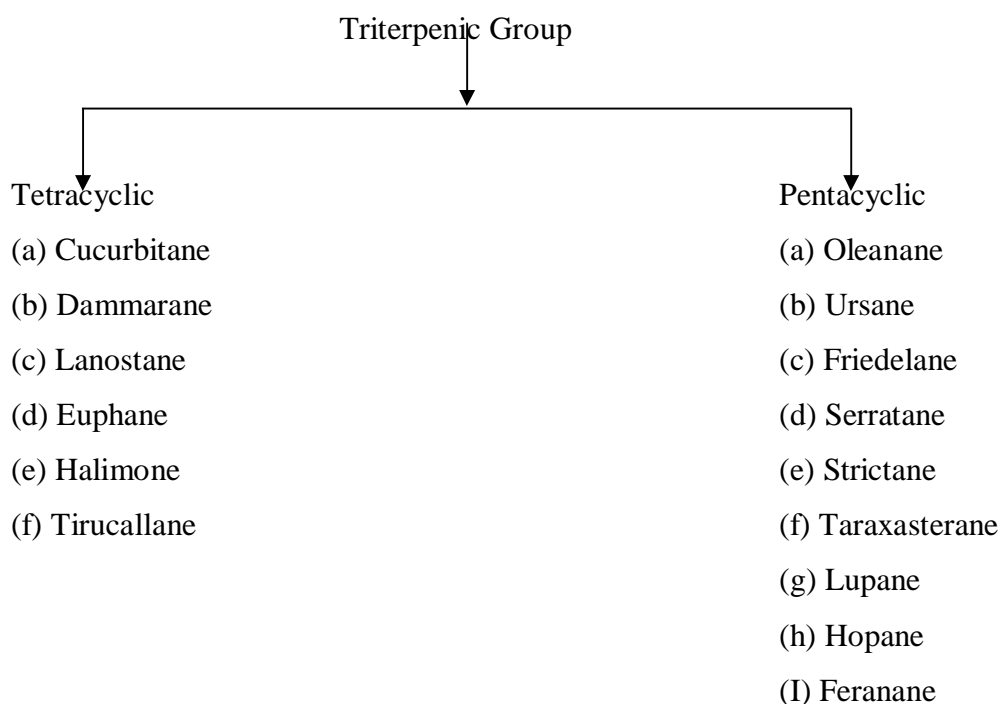 Triterpenic Group
Tetracyclic
(a) Cucurbitane
(b) Dammarane
(c) Lanostane
(d) Euphane
(e) Halimone
(f) Tirucallane
Pentacyclic
(a) Oleanane
(b) Ursane
(c) Friedelane
(d) Serratane
(e) Strictane
(f) Taraxasterane
(g) Lupane
(h) Hopane
(I) Feranane